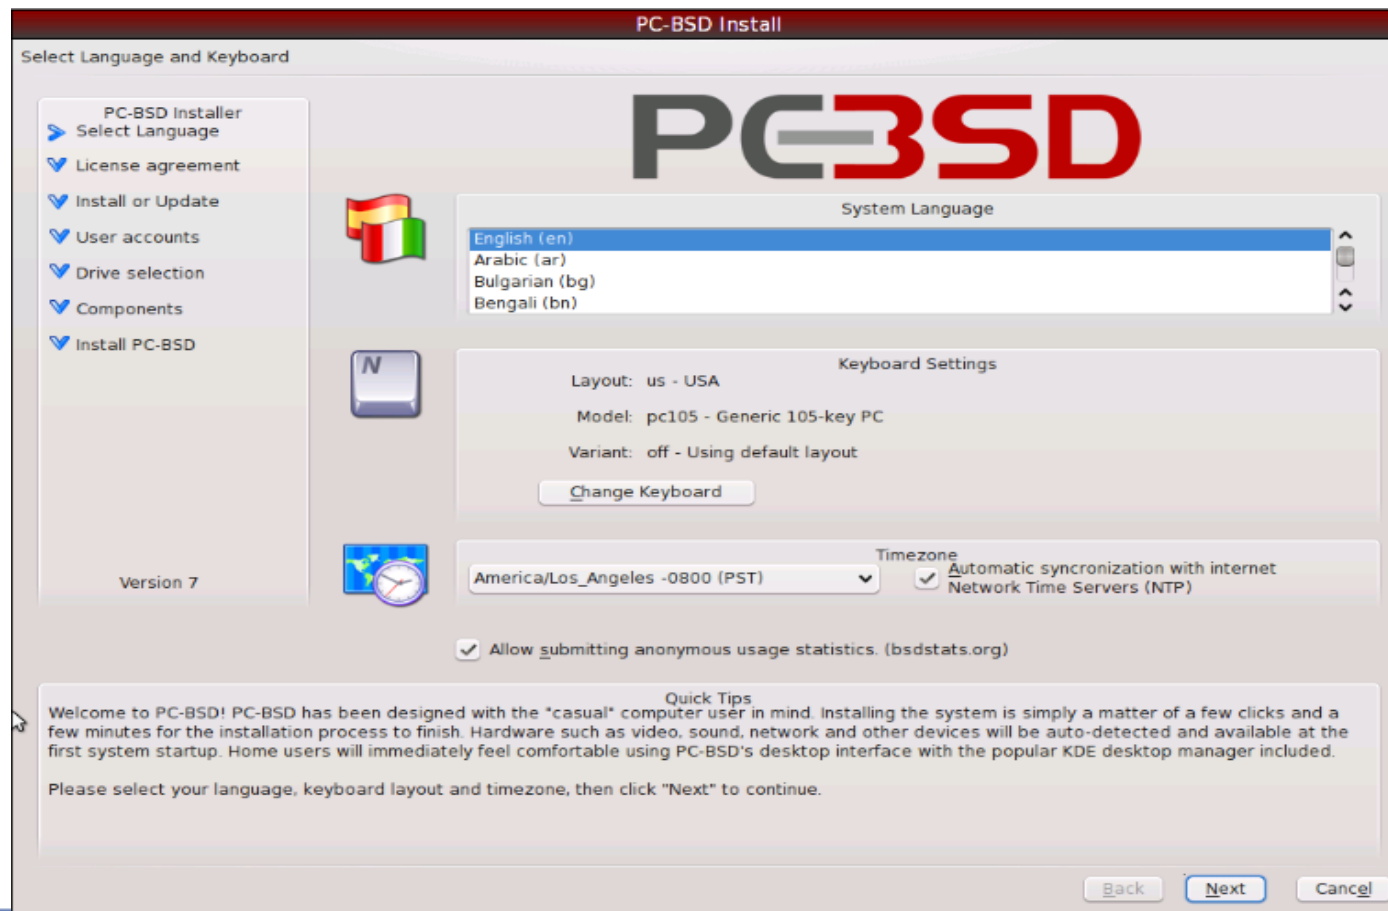 PC-BSD Install
Select Language and Keyboard
PC-BSD Installer
Select Language
License agreement
Install or Update
User accounts
Drive selection
Components
Install PC-BSD
Version 7
PCBSD
System Language
English (en)
Arabic (ar)
Bulgarian (bg)
Bengali (bn)
N
Keyboard Settings
Layout: us - USA
Model: pc105 - Generic 105-key PC
Variant: off - Using default layout
Change Keyboard
Timezone
America/Los_Angeles -0800 (PST)
Automatic syncronization with internet
Network Time Servers (NTP)
Allow submitting anonymous usage statistics. (bsdstats.org)
Quick Tips
Welcome to PC-BSD! PC-BSD has been designed with the "casual" computer user in mind. Installing the system is simply a matter of a few clicks and a
few minutes for the installation process to finish. Hardware such as video, sound, network and other devices will be auto-detected and available at the
first system startup. Home users will immediately feel comfortable using PC-BSD's desktop interface with the popular KDE desktop manager included.
Please select your language, keyboard layout and timezone, then click "Next" to continue.
Back
Next
Cancel